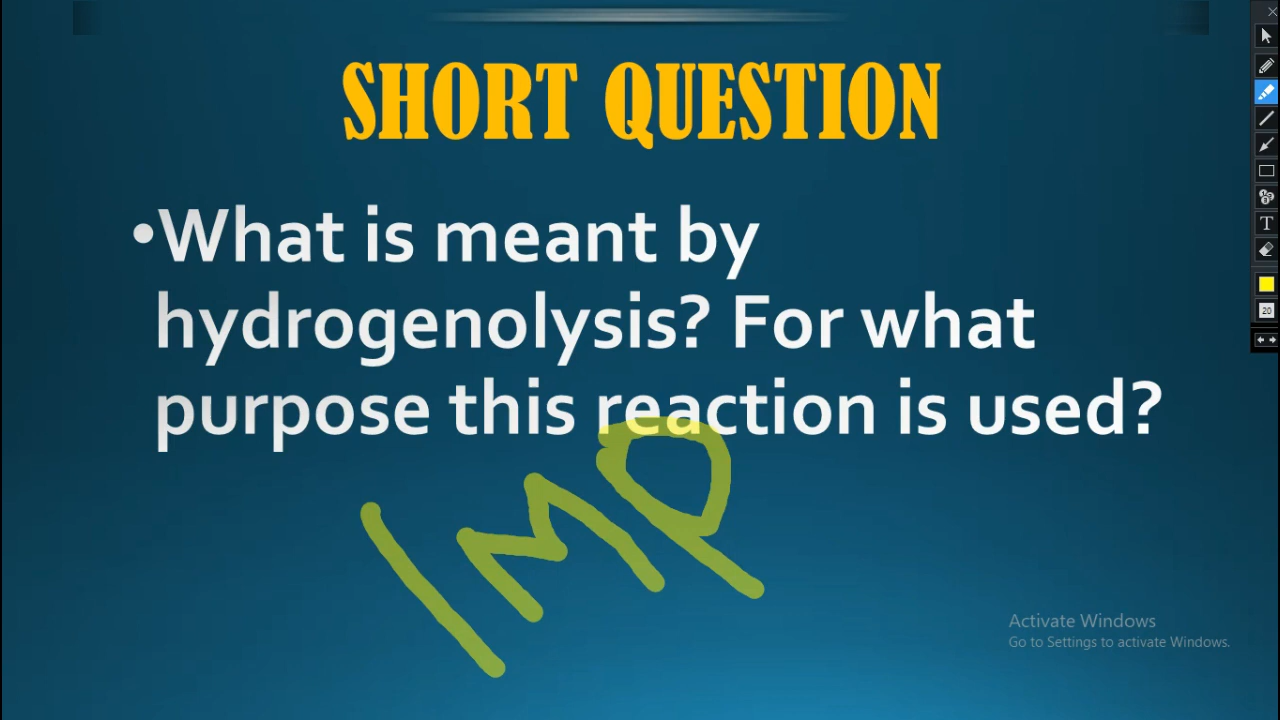 SHORT QUESTION
•What is meant by
hydrogenolysis? For what
purpose this reaction is used?
IMP
Activate Windows
Go to Settings to activate Windows.
T
20